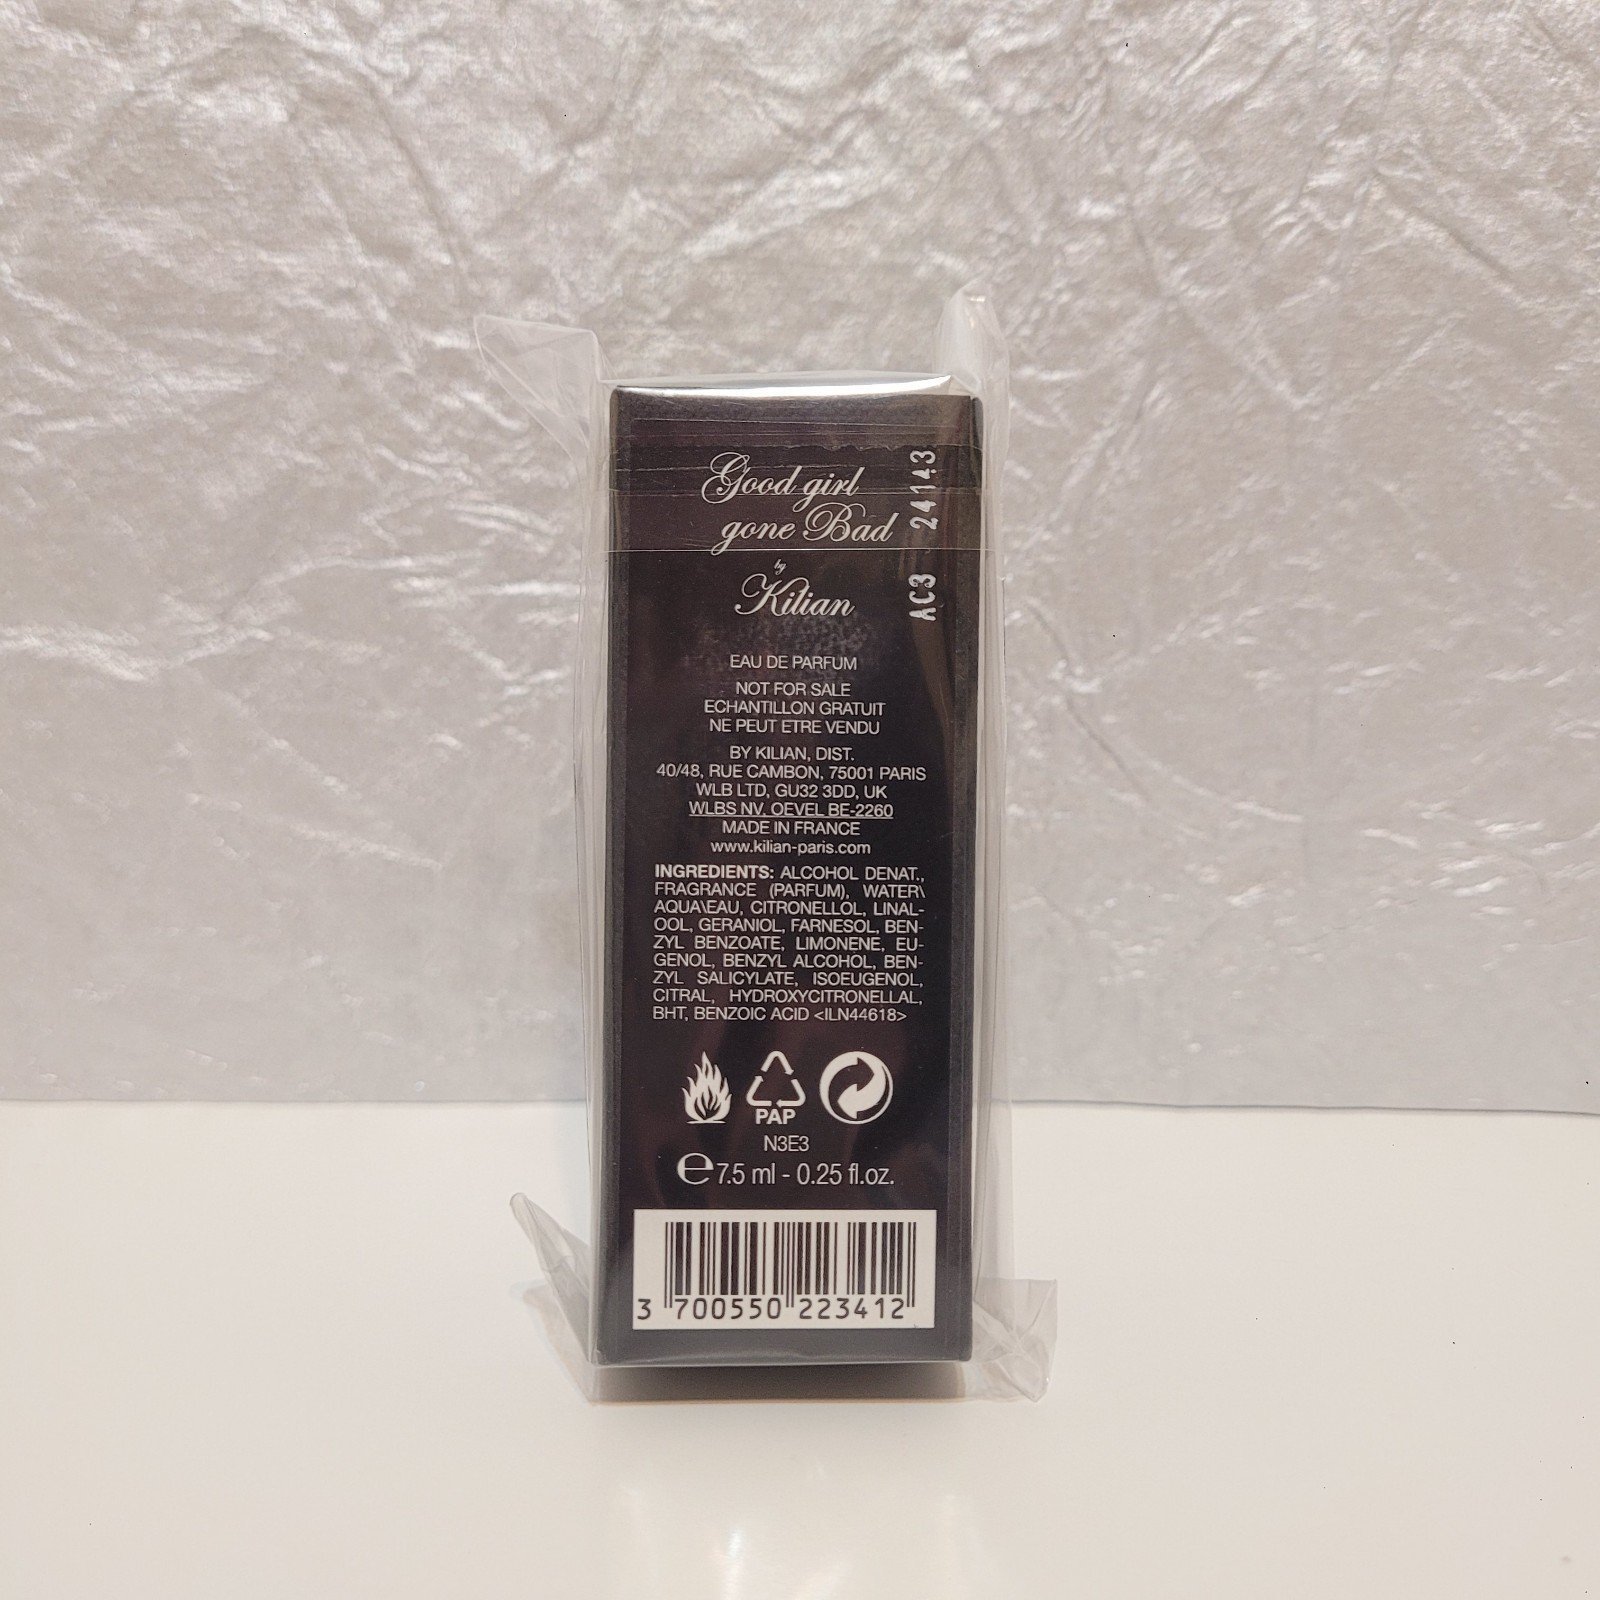 Good girl
gone Bad
by
Kilian
AC3 24143
EAU DE PARFUM
NOT FOR SALE
ECHANTILLON GRATUIT
NE PEUT ETRE VENDU
BY KILIAN, DIST.
40/48, RUE CAMBON, 75001 PARIS
WLB LTD, GU32 3DD, UK
WLBS NV, OEVEL BE-2260
MADE IN FRANCE
www.kilian-paris.com
INGREDIENTS: ALCOHOL DENAT.,
FRAGRANCE (PARFUM), WATER\
AQUA\EAU, CITRONELLOL, LINAL-
OOL, GERANIOL, FARNESOL, BEN-
ZYL BENZOATE, LIMONENE, EU-
GENOL, BENZYL ALCOHOL, BEN-
ZYL SALICYLATE, ISOEUGENOL,
CITRAL, HYDROXYCITRONELLAL,
BHT, BENZOIC ACID <ILN44618>
PAP
N3E3
e 7.5 ml - 0.25 fl.oz.
3 700550 223412